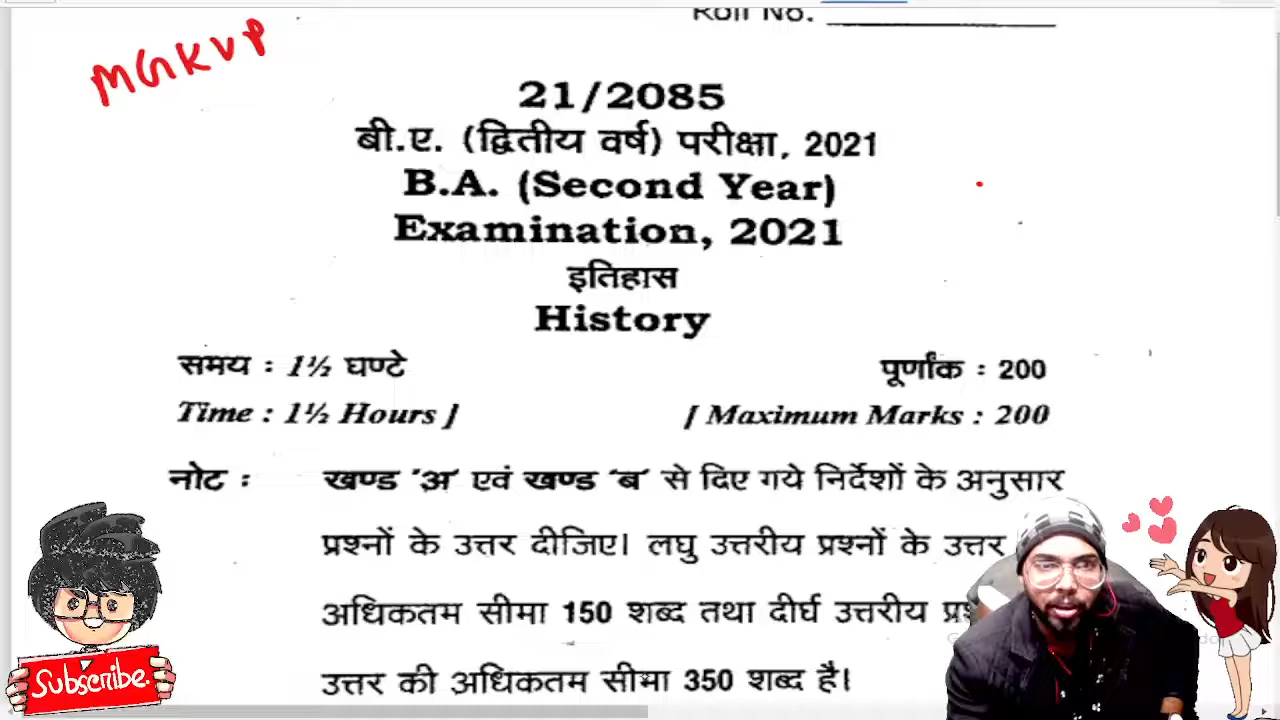 Roll No.
MGKVP
21/2085
बी.ए. (द्वितीय वर्ष) परीक्षा, 2021
B.A. (Second Year)
Examination, 2021
इतिहास
History
समय : 1½ घण्टे
पूर्णांक : 200
Time : 1½ Hours ]
[ Maximum Marks : 200
नोट : खण्ड 'अ' एवं खण्ड 'ब' से दिए गये निर्देशों के अनुसार
प्रश्नों के उत्तर दीजिए। लघु उत्तरीय प्रश्नों के उत्तर
अधिकतम सीमा 150 शब्द तथा दीर्घ उत्तरीय
उत्तर की अधिकतम सीमा 350 शब्द है।
Subscribe.